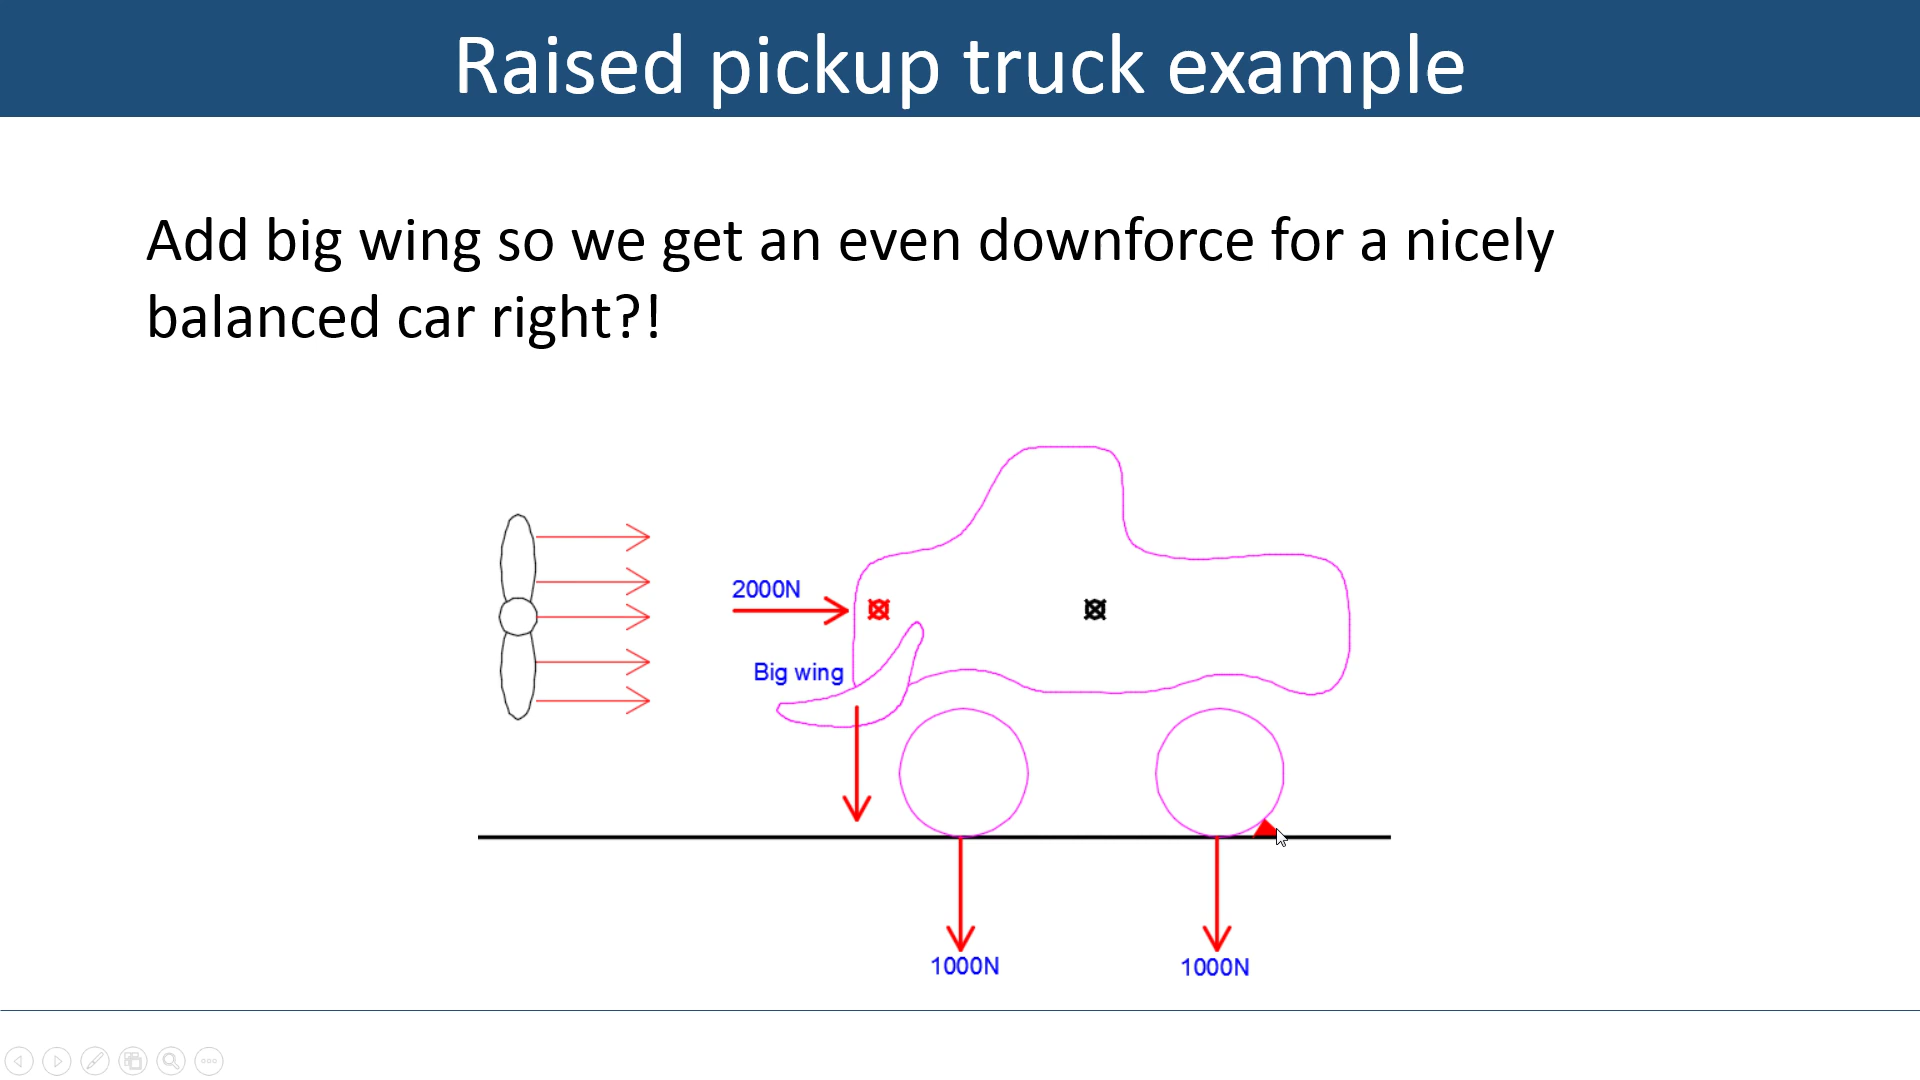 Raised pickup truck example
Add big wing so we get an even downforce for a nicely
balanced car right?!
2000N
Big wing
1000N
1000N